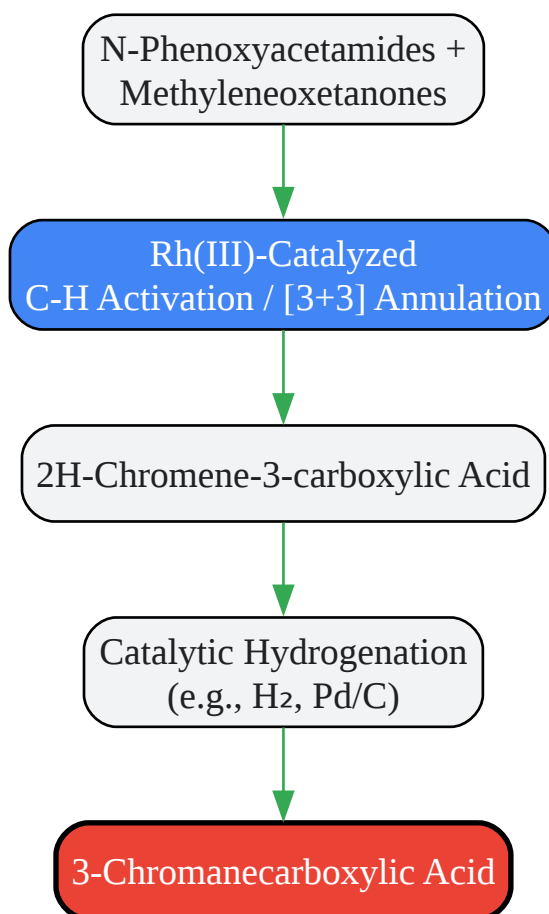 N-Phenoxyacetamides +
Methyleneoxetanones
Rh(III)-Catalyzed
C-H Activation / [3+3] Annulation
2H-Chromene-3-carboxylic Acid
Catalytic Hydrogenation
(e.g., H₂, Pd/C)
3-Chromanecarboxylic Acid